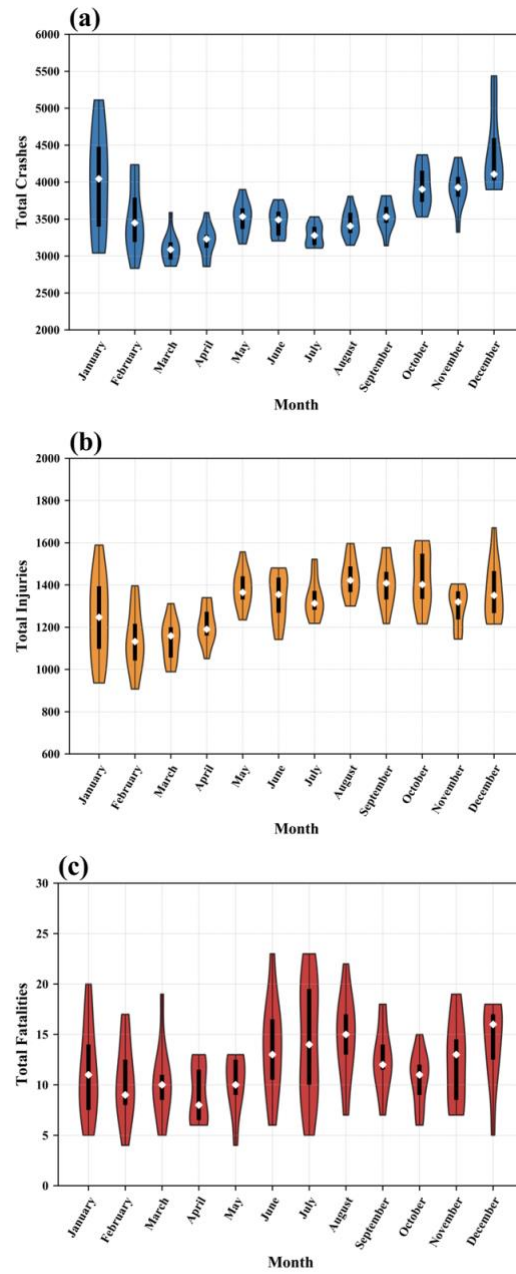 (a)
Total Crashes
6000
5500
5000
4500
4000
3500
3000
2500
2000
January
February
March
April
May
June
July
August
September
October
November
December
Month
(b)
Total Injuries
2000
1800
1600
1400
1200
1000
800
600
January
February
March
April
May
June
July
August
September
October
November
December
Month
(c)
Total Fatalities
30
25
20
15
10
5
0
January
February
March
April
May
June
July
August
September
October
November
December
Month